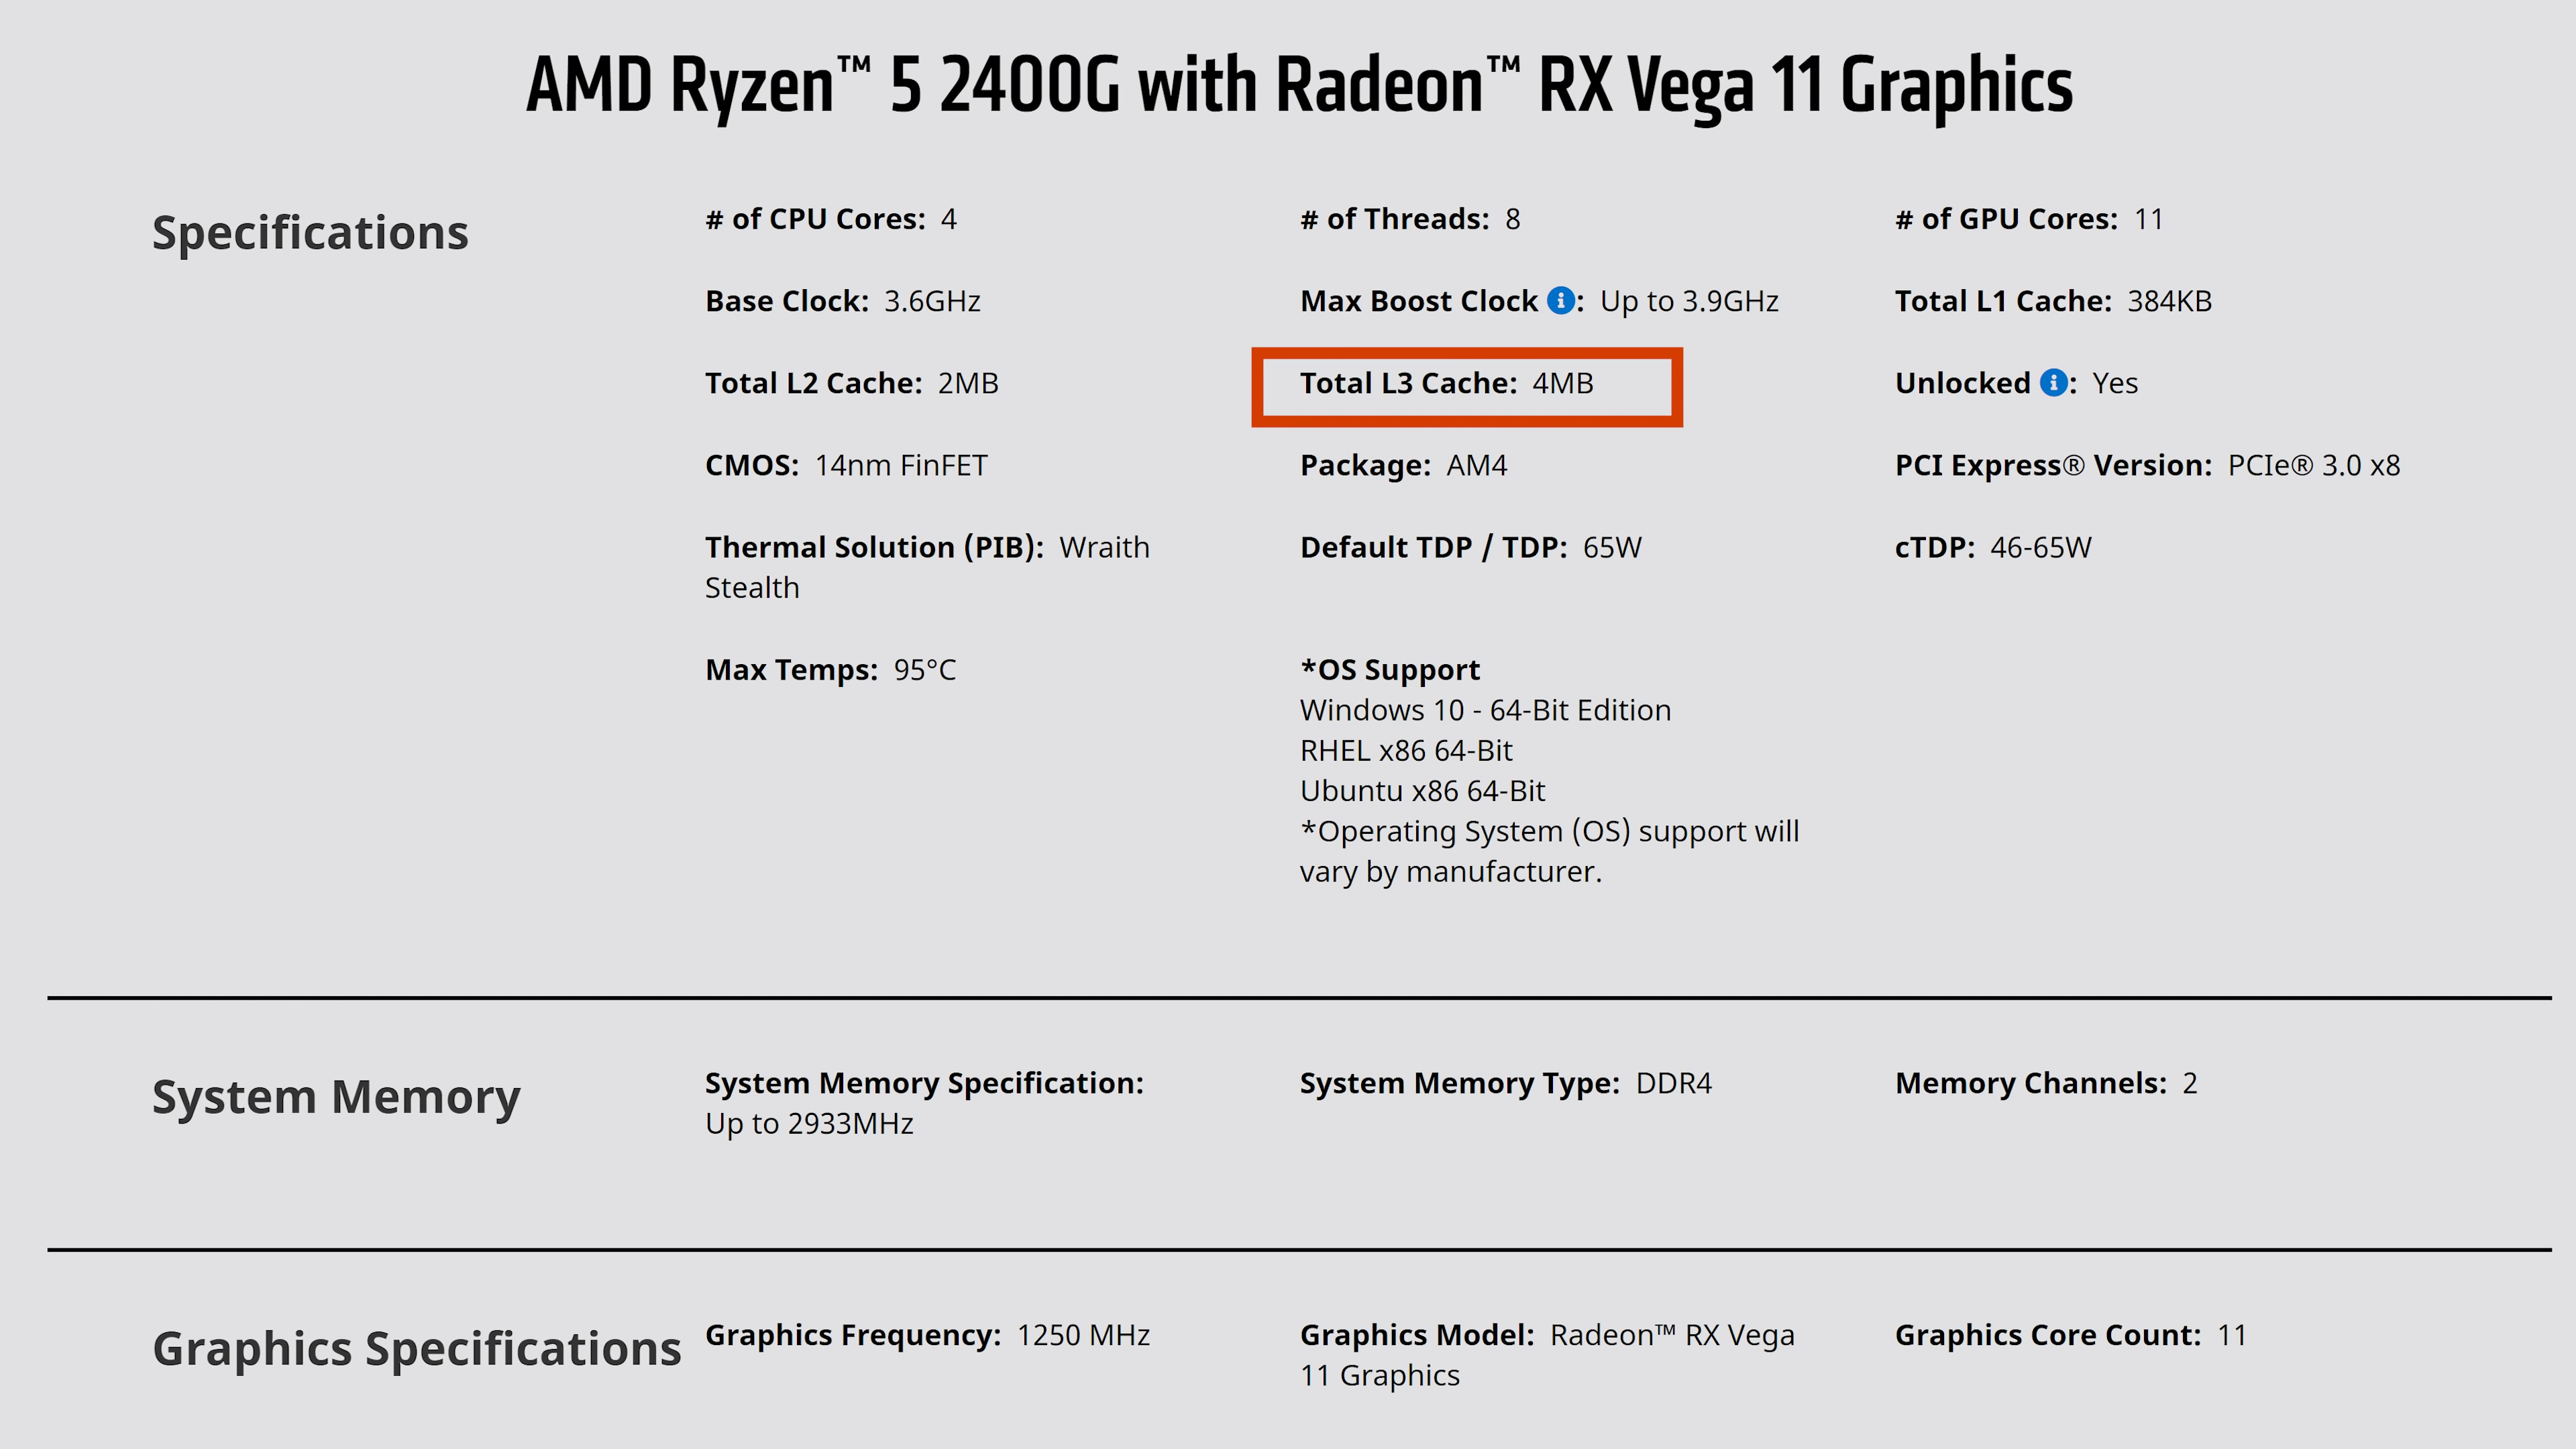 AMD Ryzen™ 5 2400G with Radeon™ RX Vega 11 Graphics
Specifications
# of CPU Cores: 4
# of Threads: 8
# of GPU Cores: 11
Base Clock: 3.6GHz
Max Boost Clock i: Up to 3.9GHz
Total L1 Cache: 384KB
Total L2 Cache: 2MB
Total L3 Cache: 4MB
Unlocked i: Yes
CMOS: 14nm FinFET
Package: AM4
PCI Express® Version: PCIe® 3.0 x8
Thermal Solution (PIB): Wraith
Stealth
Default TDP / TDP: 65W
cTDP: 46-65W
Max Temps: 95°C
*OS Support
Windows 10 - 64-Bit Edition
RHEL x86 64-Bit
Ubuntu x86 64-Bit
*Operating System (OS) support will
vary by manufacturer.
System Memory
System Memory Specification:
Up to 2933MHz
System Memory Type: DDR4
Memory Channels: 2
Graphics Specifications
Graphics Frequency: 1250 MHz
Graphics Model: Radeon™ RX Vega
11 Graphics
Graphics Core Count: 11